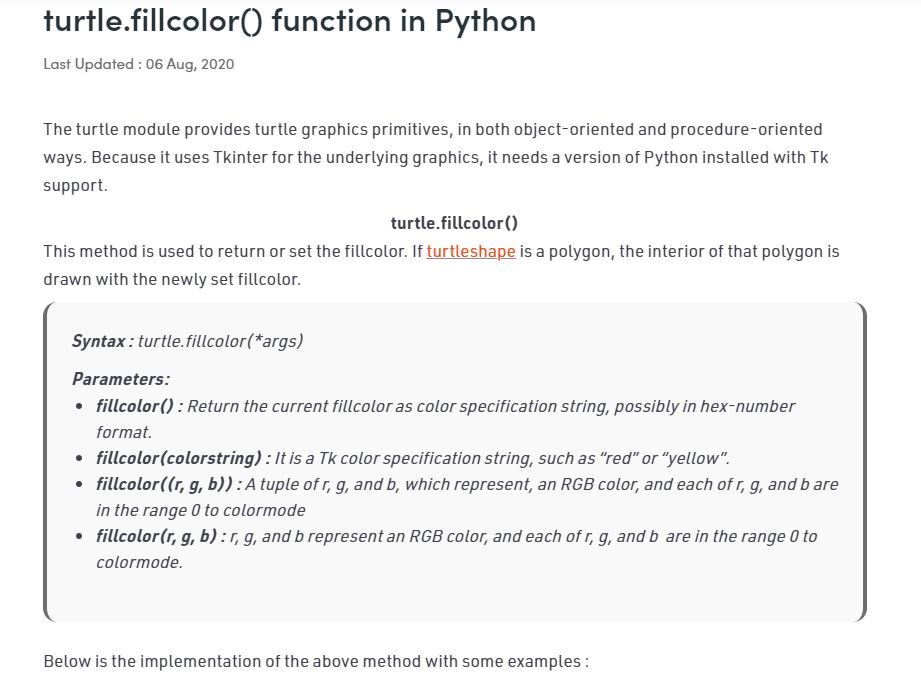 turtle.fillcolor() function in Python
Last Updated : 06 Aug, 2020
The turtle module provides turtle graphics primitives, in both object-oriented and procedure-oriented
ways. Because it uses Tkinter for the underlying graphics, it needs a version of Python installed with Tk
support.
turtle.fillcolor()
This method is used to return or set the fillcolor. If turtleshape is a polygon, the interior of that polygon is
drawn with the newly set fillcolor.
Syntax : turtle.fillcolor(*args)
Parameters:
• fillcolor() : Return the current fillcolor as color specification string, possibly in hex-number
format.
• fillcolor(colorstring) : It is a Tk color specification string, such as “red” or “yellow”.
• fillcolor((r, g, b)) : A tuple of r, g, and b, which represent, an RGB color, and each of r, g, and b are
in the range 0 to colormode
• fillcolor(r, g, b) : r, g, and b represent an RGB color, and each of r, g, and b are in the range 0 to
colormode.
Below is the implementation of the above method with some examples :